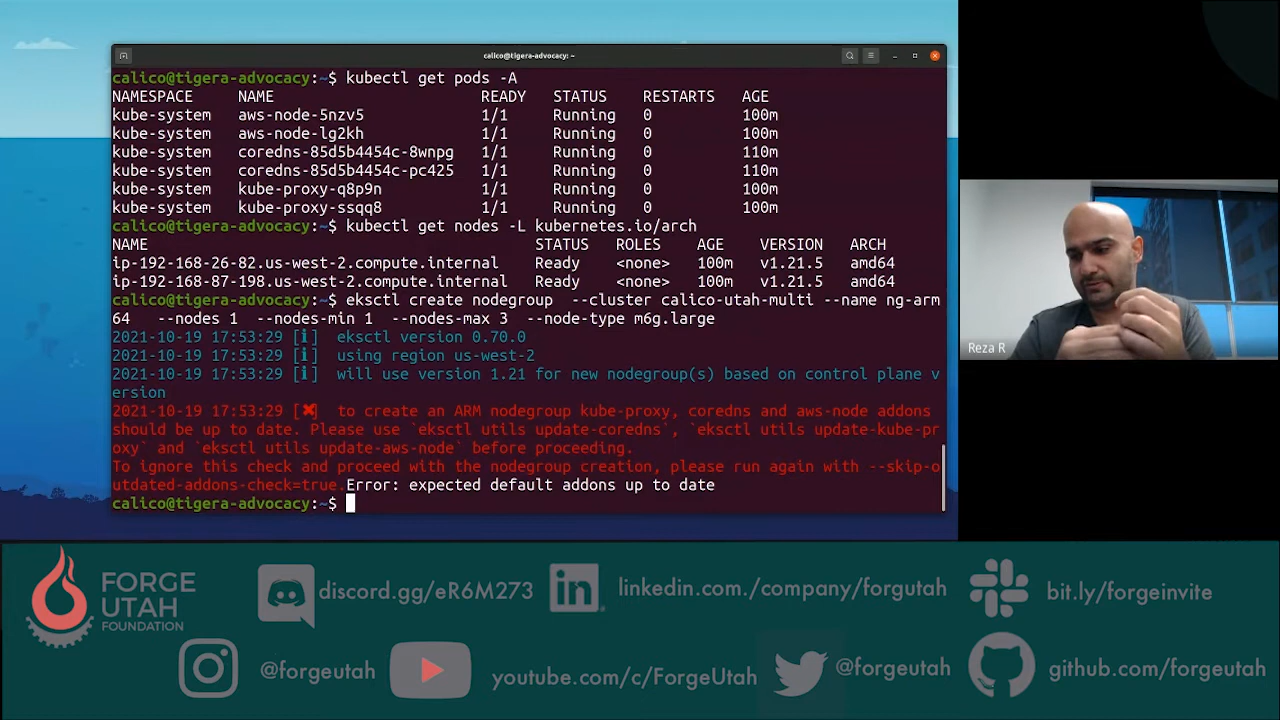 calico@tigera-advocacy: ~
calico@tigera-advocacy:~$ kubectl get pods -A
NAMESPACE NAME READY STATUS RESTARTS AGE
kube-system aws-node-5nzv5 1/1 Running 0 100m
kube-system aws-node-lg2kh 1/1 Running 0 100m
kube-system coredns-85d5b4454c-8wnpg 1/1 Running 0 110m
kube-system coredns-85d5b4454c-pc425 1/1 Running 0 110m
kube-system kube-proxy-q8p9n 1/1 Running 0 100m
kube-system kube-proxy-ssqq8 1/1 Running 0 100m
calico@tigera-advocacy:~$ kubectl get nodes -L kubernetes.io/arch
NAME STATUS ROLES AGE VERSION ARCH
ip-192-168-26-82.us-west-2.compute.internal Ready <none> 100m v1.21.5 amd64
ip-192-168-87-198.us-west-2.compute.internal Ready <none> 100m v1.21.5 amd64
calico@tigera-advocacy:~$ eksctl create nodegroup --cluster calico-utah-multi --name ng-arm
64 --nodes 1 --nodes-min 1 --nodes-max 3 --node-type m6g.large
2021-10-19 17:53:29 [ℹ] eksctl version 0.70.0
2021-10-19 17:53:29 [ℹ] using region us-west-2
2021-10-19 17:53:29 [ℹ] will use version 1.21 for new nodegroup(s) based on control plane v
ersion
2021-10-19 17:53:29 [✖] to create an ARM nodegroup kube-proxy, coredns and aws-node addons
should be up to date. Please use `eksctl utils update-coredns`, `eksctl utils update-kube-pr
oxy` and `eksctl utils update-aws-node` before proceeding.
To ignore this check and proceed with the nodegroup creation, please run again with --skip-o
utdated-addons-check=true.Error: expected default addons up to date
calico@tigera-advocacy:~$
Reza R
FORGE
UTAH
FOUNDATION
discord.gg/eR6M273
linkedin.com./company/forgutah
bit.ly/forgeinvite
@forgeutah
youtube.com/c/ForgeUtah
@forgeutah
github.com/forgeutah